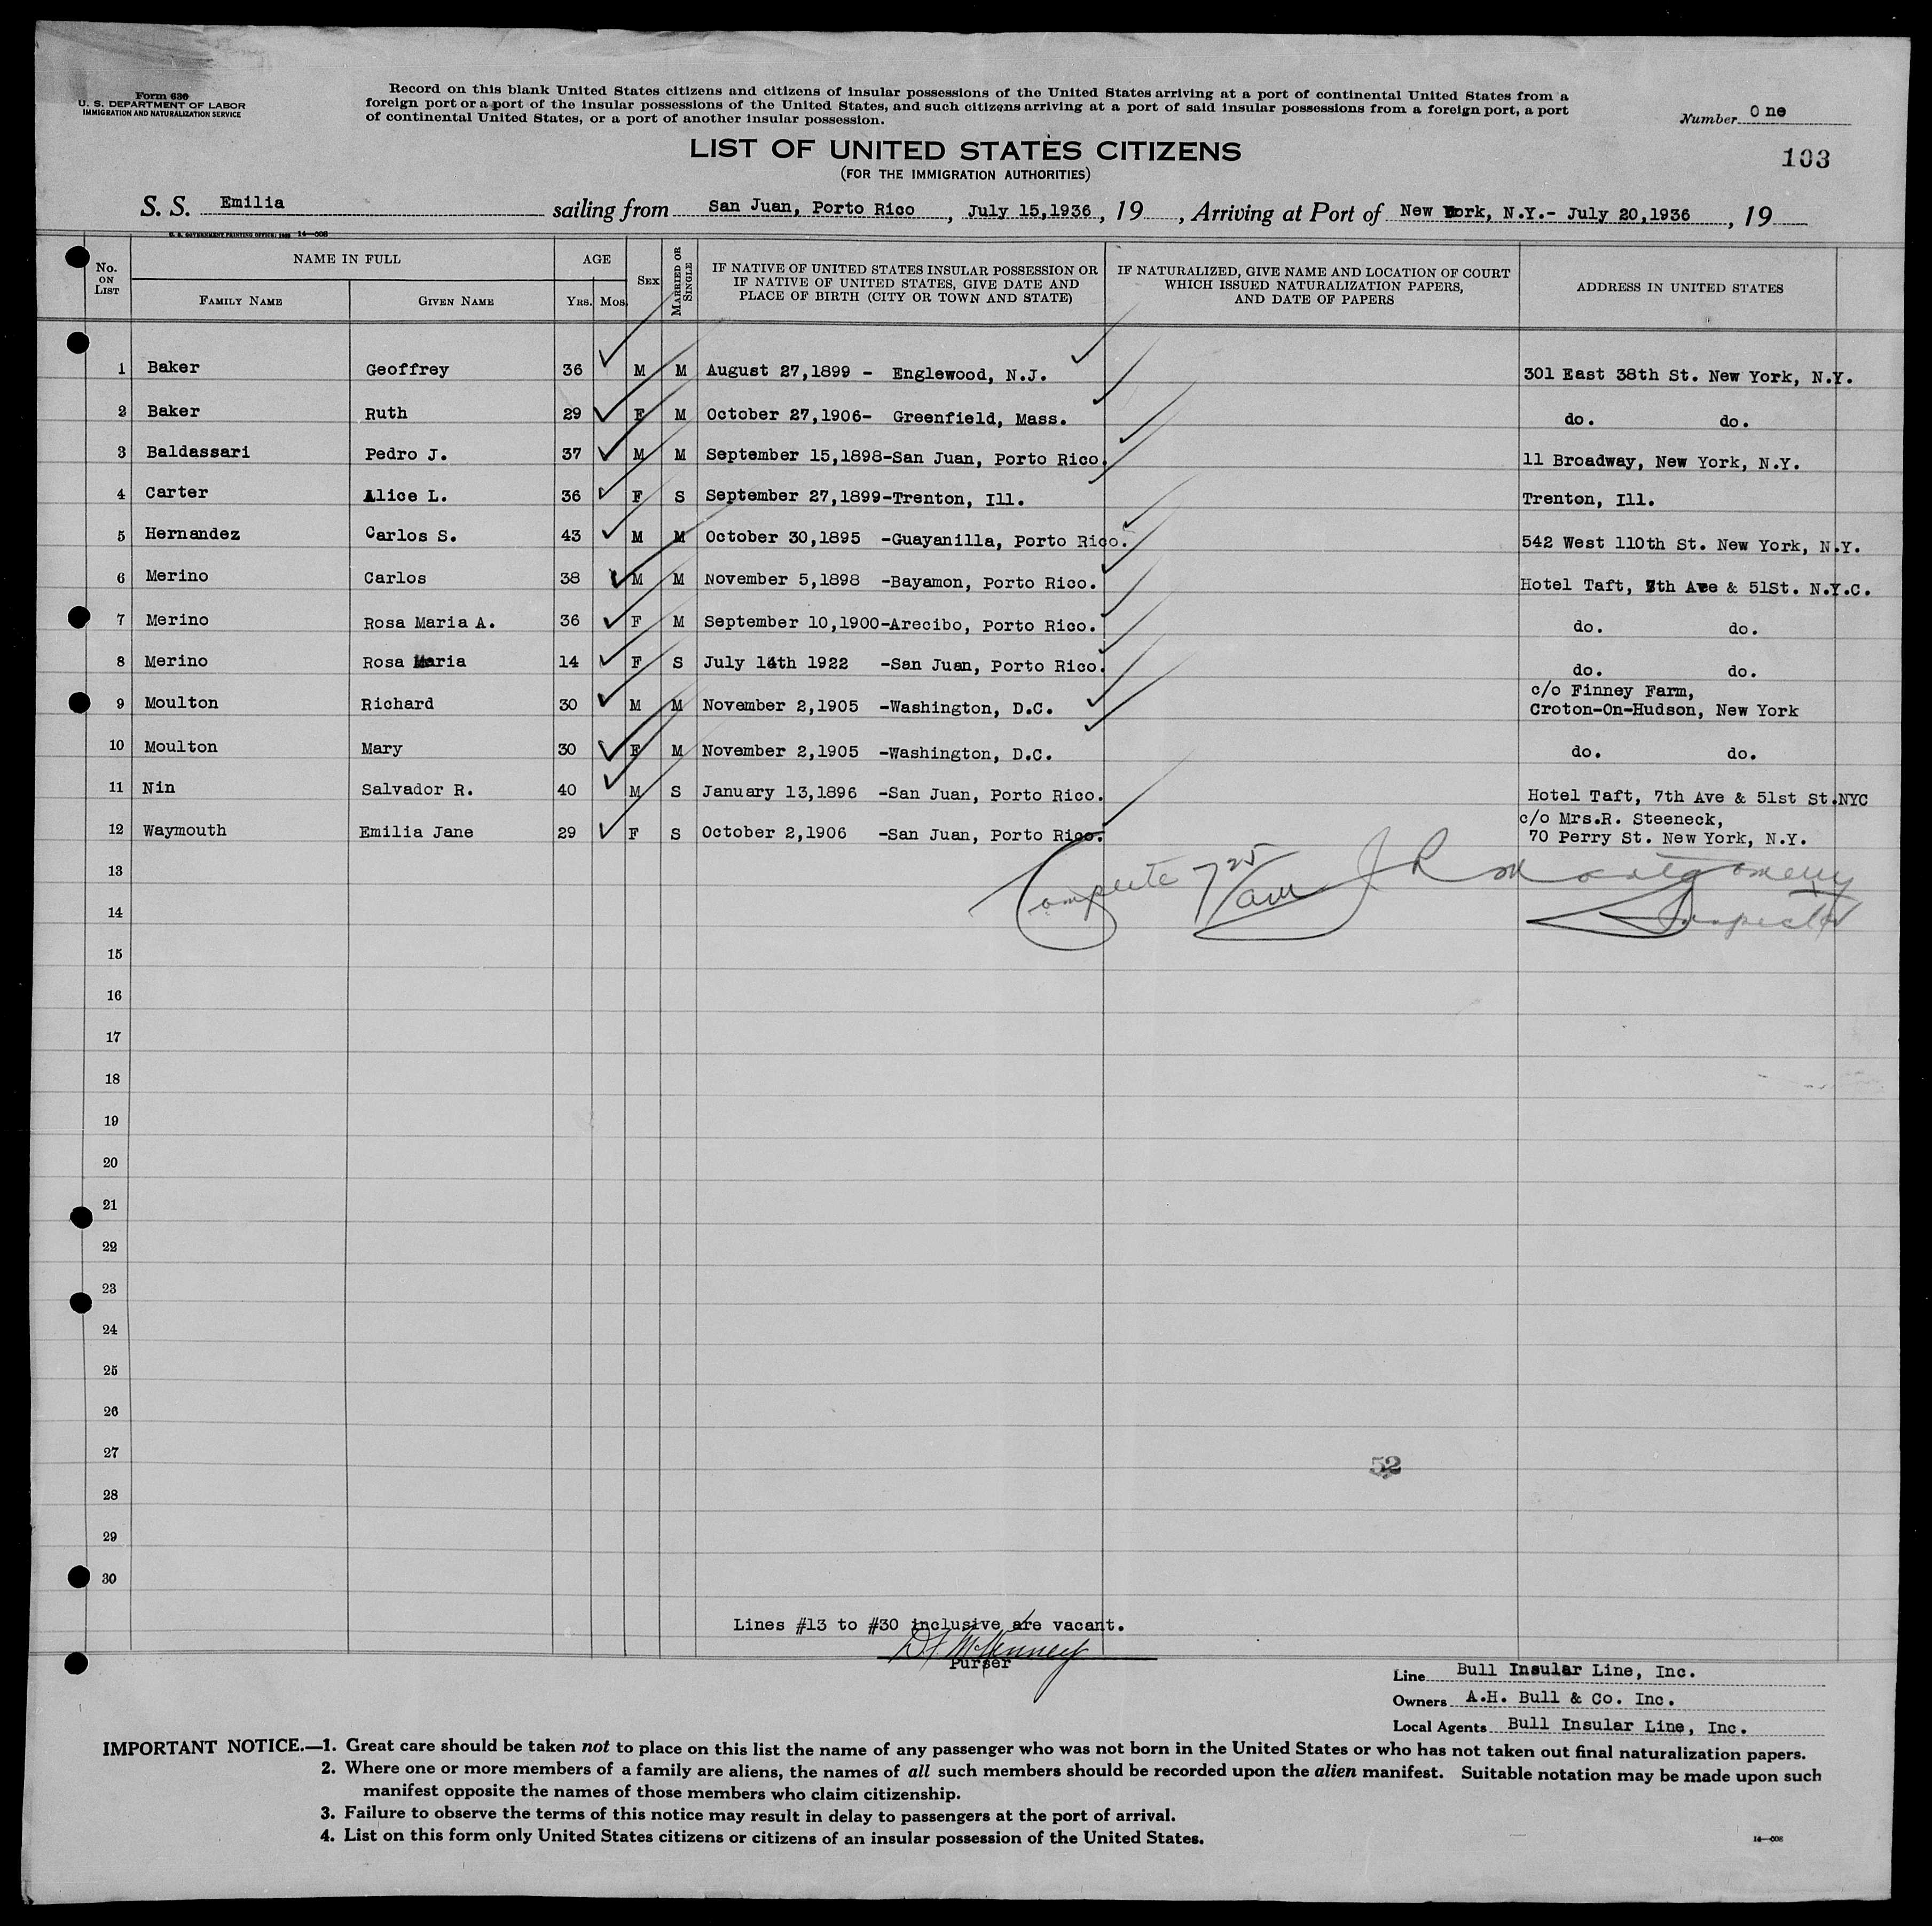 Form 630
U. S. DEPARTMENT OF LABOR
IMMIGRATION AND NATURALIZATION SERVICE
Record on this blank United States citizens and citizens of insular possessions of the United States arriving at a port of continental United States from a
foreign port or a port of the insular possessions of the United States, and such citizens arriving at a port of said insular possessions from a foreign port, a port
of continental United States, or a port of another insular possession.
Number One
103
LIST OF UNITED STATES CITIZENS
(FOR THE IMMIGRATION AUTHORITIES)
S. S. Emilia sailing from San Juan, Porto Rico, July 15,1936, 19 , Arriving at Port of New York, N.Y.- July 20,1936, 19
U. S. GOVERNMENT PRINTING OFFICE: 14-508
No. ON LIST NAME IN FULL AGE SEX MARRIED OR SINGLE IF NATIVE OF UNITED STATES INSULAR POSSESSION OR IF NATIVE OF UNITED STATES, GIVE DATE AND PLACE OF BIRTH (CITY OR TOWN AND STATE) IF NATURALIZED, GIVE NAME AND LOCATION OF COURT WHICH ISSUED NATURALIZATION PAPERS, AND DATE OF PAPERS ADDRESS IN UNITED STATES
FAMILY NAME GIVEN NAME YRS. MOS.
1 Baker Geoffrey 36 M M August 27,1899 - Englewood, N.J. 301 East 38th St. New York, N.Y.
2 Baker Ruth 29 F M October 27,1906- Greenfield, Mass. do. do.
3 Baldassari Pedro J. 37 M M September 15,1898-San Juan, Porto Rico. 11 Broadway, New York, N.Y.
4 Carter Alice L. 36 F S September 27,1899-Trenton, Ill. Trenton, Ill.
5 Hernandez Carlos S. 43 M M October 30,1895 -Guayanilla, Porto Rico. 542 West 110th St. New York, N.Y.
6 Merino Carlos 38 M M November 5,1898 -Bayamon, Porto Rico. Hotel Taft, 7th Ave & 51St. N.Y.C.
7 Merino Rosa Maria A. 36 F M September 10,1900-Arecibo, Porto Rico. do. do.
8 Merino Rosa Maria 14 F S July 14th 1922 -San Juan, Porto Rico. do. do.
9 Moulton Richard 30 M M November 2,1905 -Washington, D.C. c/o Finney Farm,
Croton-On-Hudson, New York
10 Moulton Mary 30 F M November 2,1905 -Washington, D.C. do. do.
11 Nin Salvador R. 40 M S January 13,1896 -San Juan, Porto Rico. Hotel Taft, 7th Ave & 51st St.NYC
12 Waymouth Emilia Jane 29 F S October 2,1906 -San Juan, Porto Rico. c/o Mrs.R. Steeneck,
70 Perry St. New York, N.Y.
13 Complete 7 25 am J R Montgomery
14 Inspector
15
16
17
18
19
20
21
22
23
24
25
26
27
52
28
29
30
Lines #13 to #30 inclusive are vacant.
D F McKenney
Purser
Line Bull Insular Line, Inc.
Owners A.H. Bull & Co. Inc.
Local Agents Bull Insular Line, Inc.
IMPORTANT NOTICE.—1. Great care should be taken not to place on this list the name of any passenger who was not born in the United States or who has not taken out final naturalization papers.
2. Where one or more members of a family are aliens, the names of all such members should be recorded upon the alien manifest. Suitable notation may be made upon such
manifest opposite the names of those members who claim citizenship.
3. Failure to observe the terms of this notice may result in delay to passengers at the port of arrival.
4. List on this form only United States citizens or citizens of an insular possession of the United States.
14-508